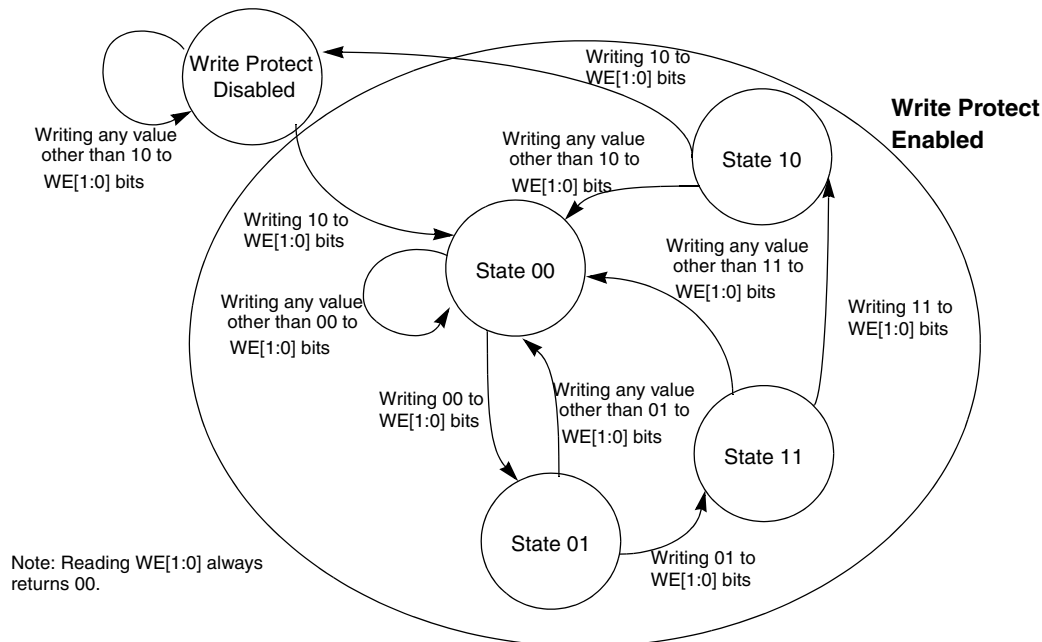 Write Protect
Disabled
Writing 10 to
WE[1:0] bits
Write Protect
Enabled
Writing any value
other than 10 to
WE[1:0] bits
Writing any value
other than 10 to
WE[1:0] bits
State 10
Writing 10 to
WE[1:0] bits
State 00
Writing any value
other than 11 to
WE[1:0] bits
Writing any value
other than 00 to
WE[1:0] bits
Writing 11 to
WE[1:0] bits
Writing 00 to
WE[1:0] bits
Writing any value
other than 01 to
WE[1:0] bits
State 11
State 01
Writing 01 to
WE[1:0] bits
Note: Reading WE[1:0] always
returns 00.